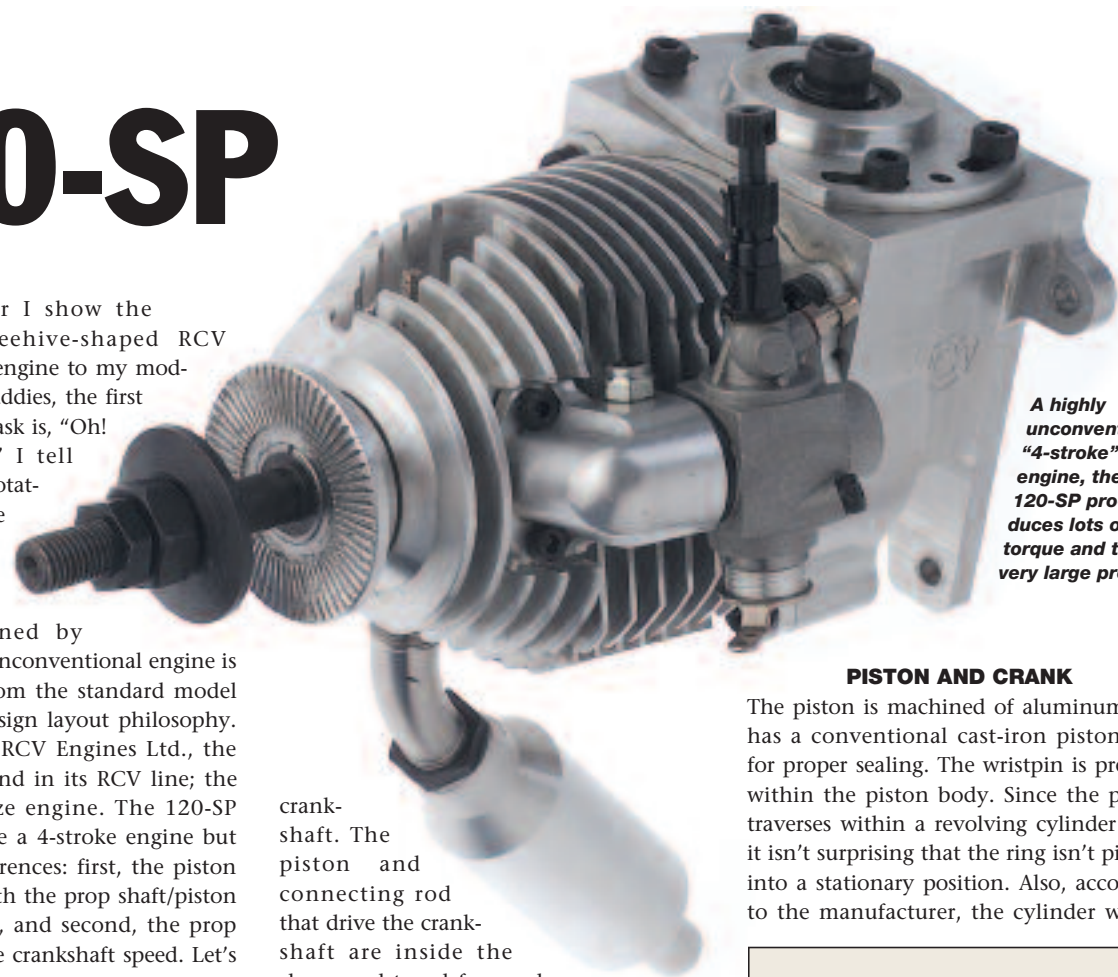 0-SP
r I show the
eehive-shaped RCV
engine to my mod-
ddies, the first
ask is, “Oh!
” I tell
otat-
e
ned by
nconventional engine is
om the standard model
sign layout philosophy.
RCV Engines Ltd., the
nd in its RCV line; the
ze engine. The 120-SP
e a 4-stroke engine but
rences: first, the piston
th the prop shaft/piston
, and second, the prop
e crankshaft speed. Let’s
crank-
shaft. The
piston and
connecting rod
that drive the crank-
shaft are inside the
A highly
unconvent
“4-stroke”
engine, the
120-SP pro
duces lots o
torque and t
very large pr
PISTON AND CRANK
The piston is machined of aluminum
has a conventional cast-iron piston
for proper sealing. The wristpin is pr
within the piston body. Since the p
traverses within a revolving cylinder
it isn’t surprising that the ring isn’t pi
into a stationary position. Also, acco
to the manufacturer, the cylinder w
RCV